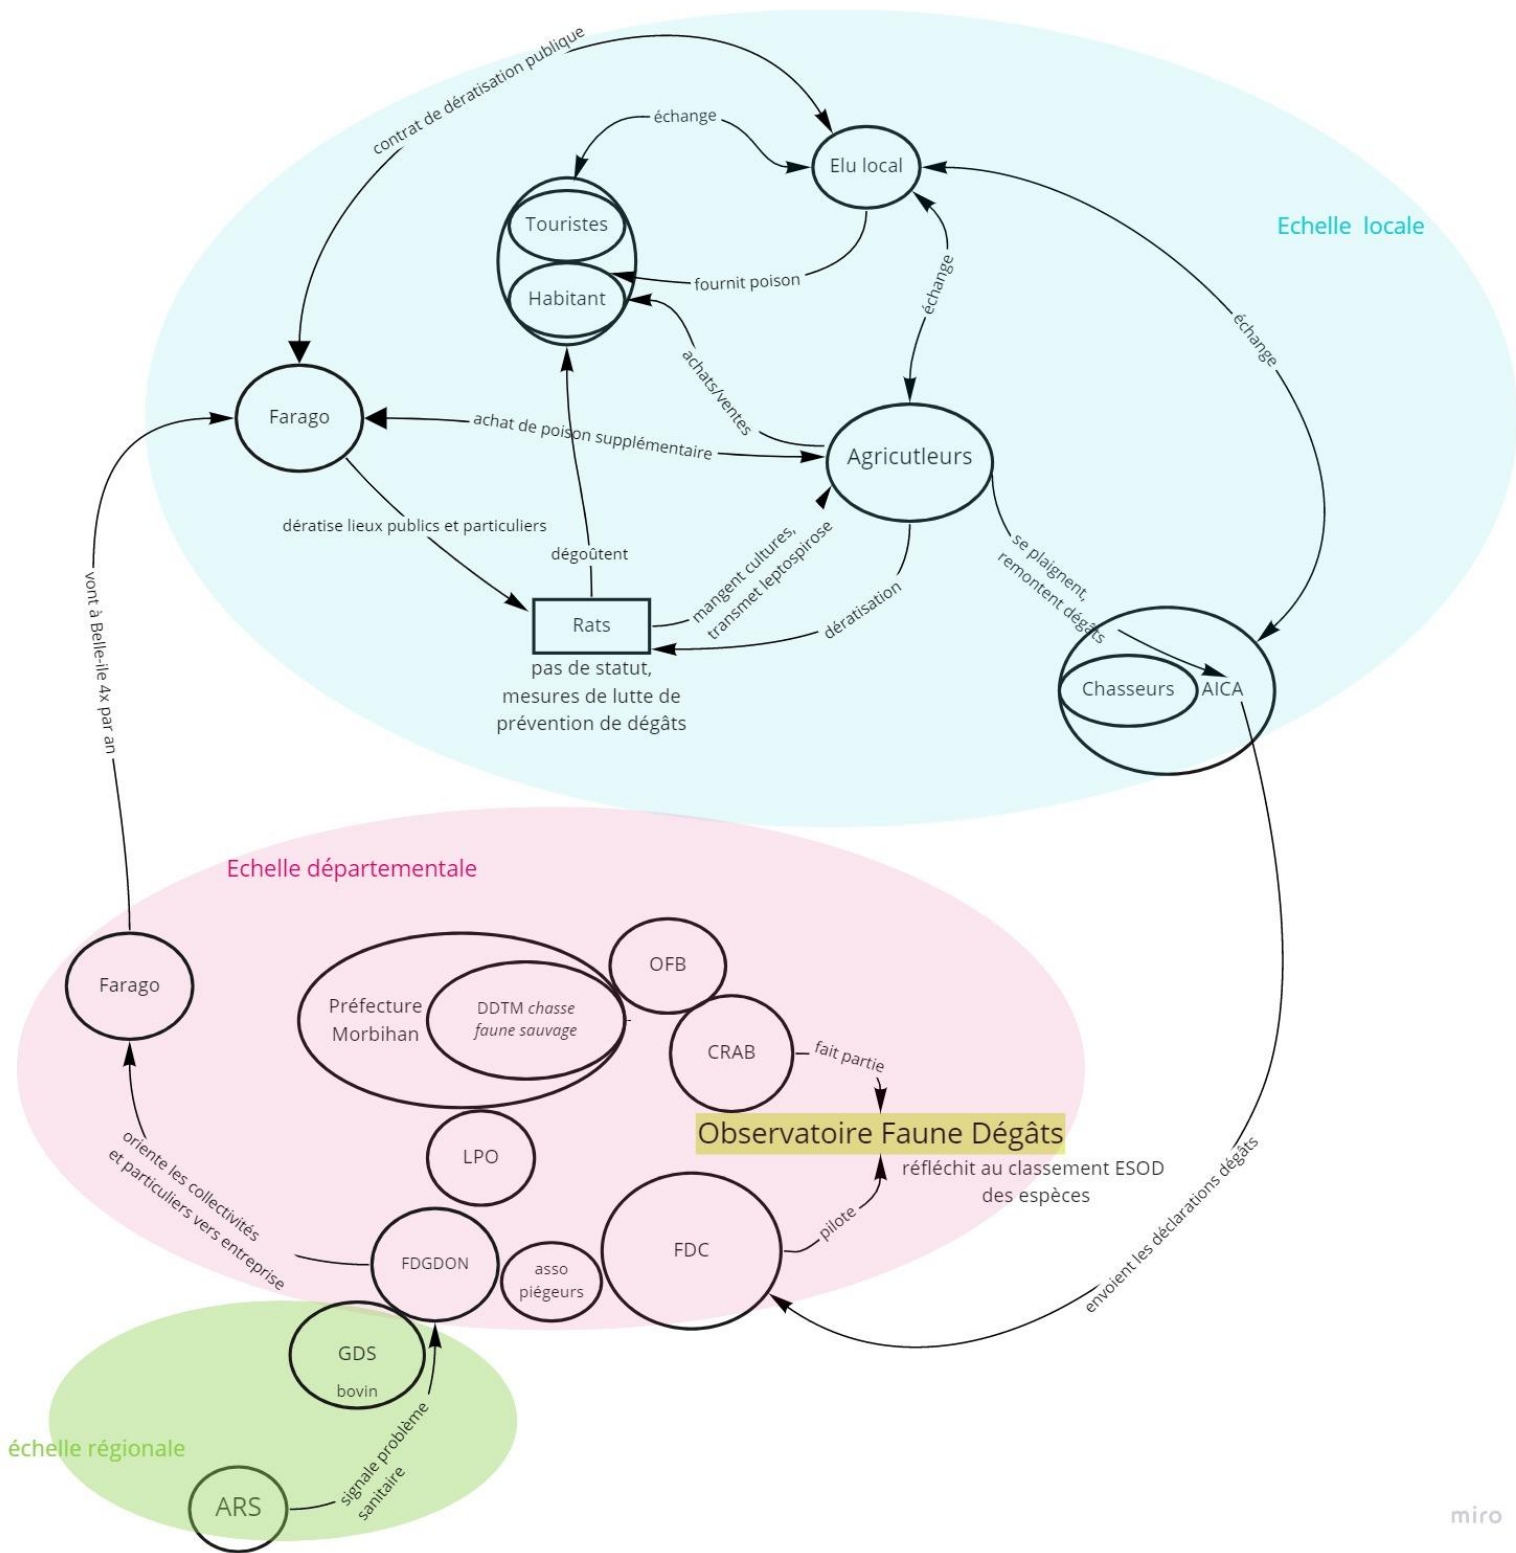 contrat de dératisation publique
échange
Elu local
Touristes
Echelle  locale
fournit poison
Habitant
échange
échange
achats/ventes
Farago
achat de poison supplémentaire
Agricutleurs
dératise lieux publics et particuliers
dégoûtent
mangent cultures,
transmet leptospirose
se plaignent,
remontent dégâts
dératisation
Rats
pas de statut,
mesures de lutte de
prévention de dégâts
Chasseurs
AICA
vont à Belle-ile 4x par an
Echelle départementale
OFB
Farago
Préfecture
Morbihan
DDTM chasse
faune sauvage
CRAB
fait partie
Observatoire Faune Dégâts
réfléchit au classement ESOD
des espèces
LPO
oriente les collectivités
et particuliers vers entreprise
envoient les déclarations dégâts
pilote
FDC
FDGDON
asso
piégeurs
GDS
bovin
échelle régionale
signale problème
sanitaire
ARS
miro